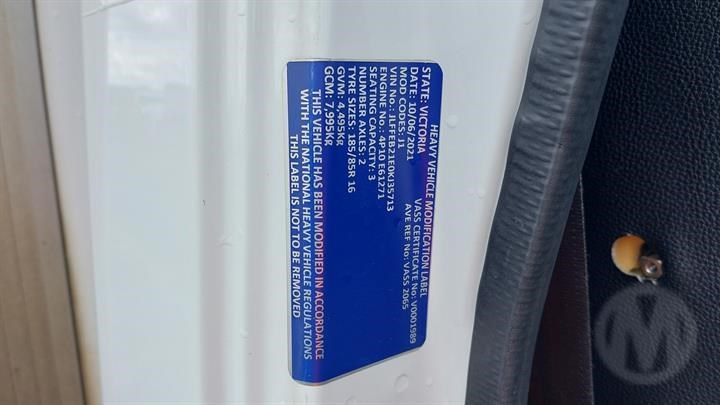 HEAVY VEHICLE MODIFICATION LABEL
STATE: VICTORIA VASS CERTIFICATE No: V0001989
DATE: 10/06/2021 AVE REF No: VASS 2065
MOD CODES: J1
VIN No.: JLFFEB21E0KJ35713
ENGINE No.: 4P10 E61271
SEATING CAPACITY: 3
NUMBER AXLES: 2
TYRE SIZES: 185/85R 16
GVM: 4,495Kg
GCM: 7,995Kg
THIS VEHICLE HAS BEEN MODIFIED IN ACCORDANCE
WITH THE NATIONAL HEAVY VEHICLE REGULATIONS
THIS LABEL IS NOT TO BE REMOVED
M